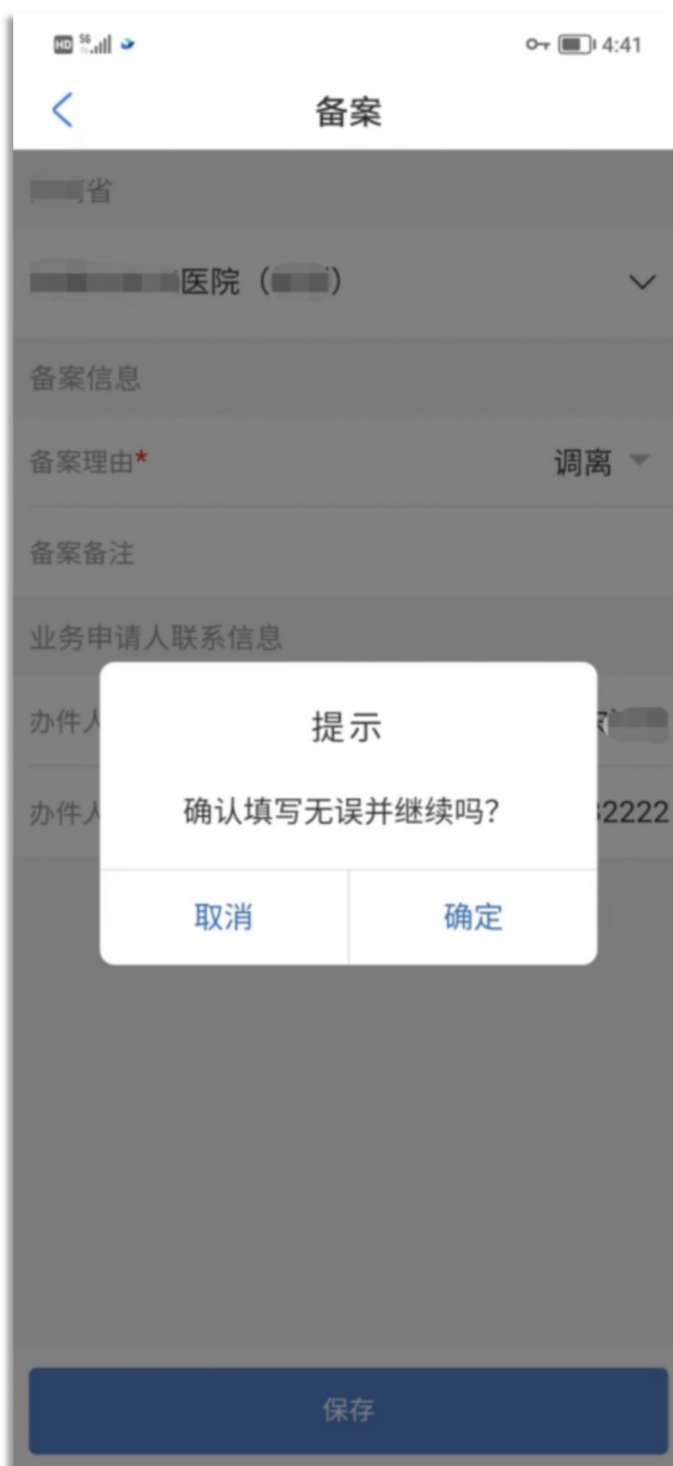 HD 5G 4:41
备案
省
医院（ ）
备案信息
备案理由* 调离
备案备注
业务申请人联系信息
办件人
提示
确认填写无误并继续吗？
办件人 2222
取消 确定
保存